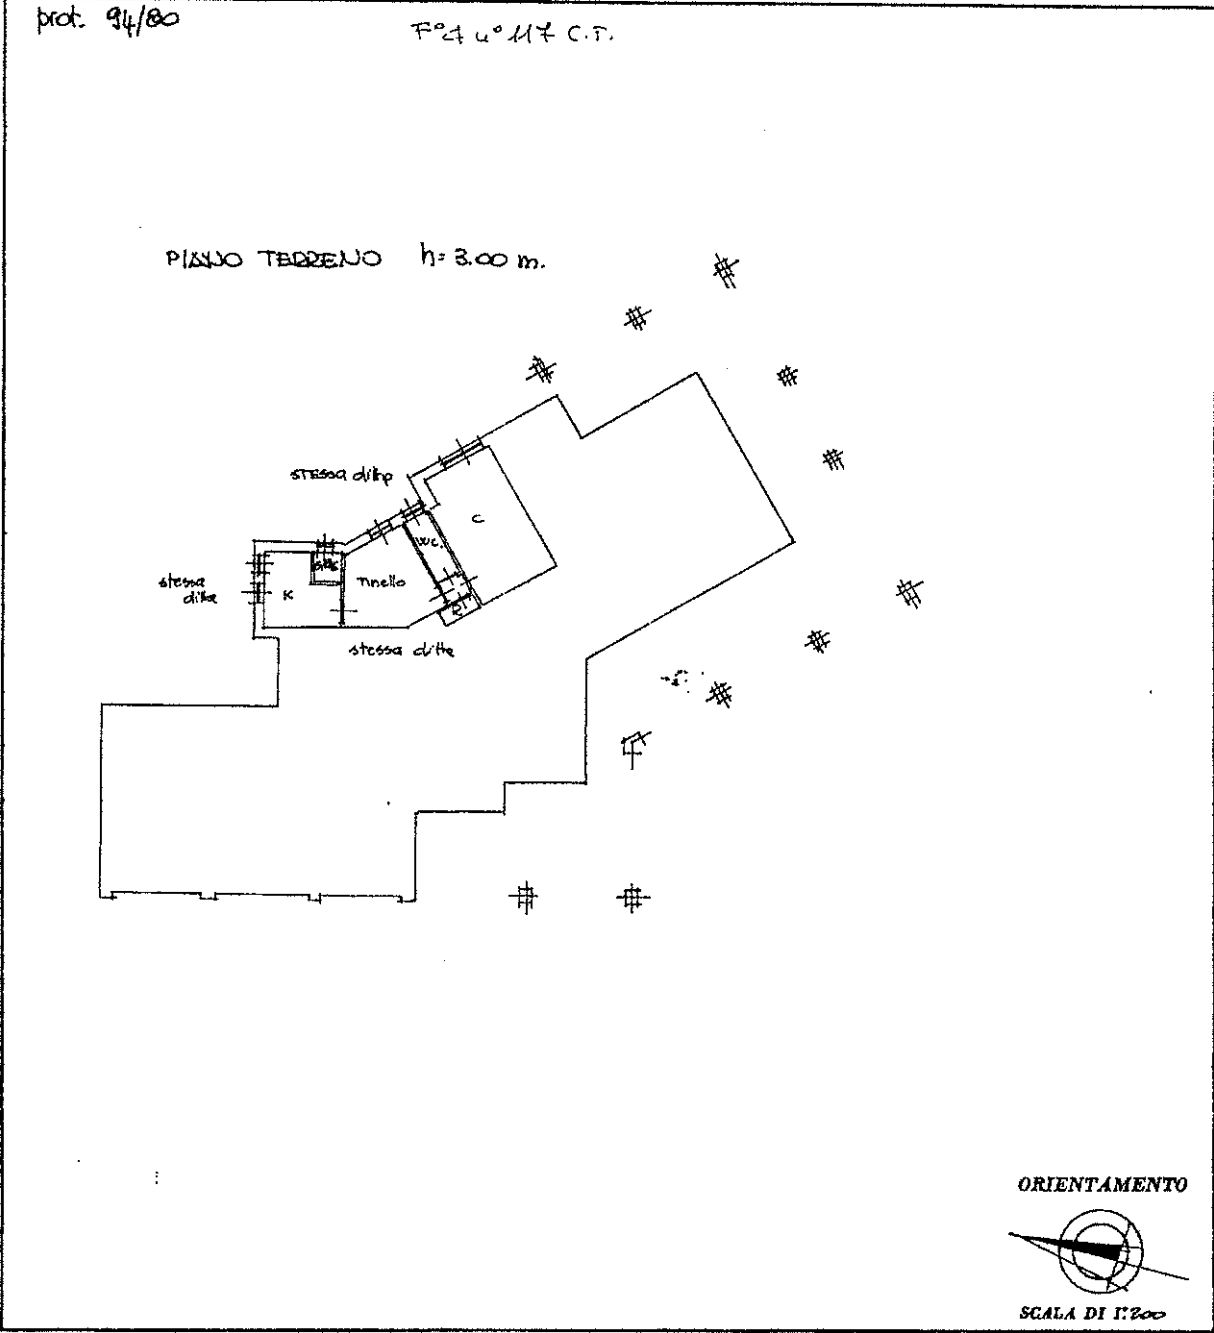 prot. 94/80
F°4 n° 117 C.T.
PIANO TERRENO h= 3.00 m.
stessa ditta
C
WC.
Tinello
stessa
ditta
K
R
stessa ditta
ORIENTAMENTO
SCALA DI 1:200